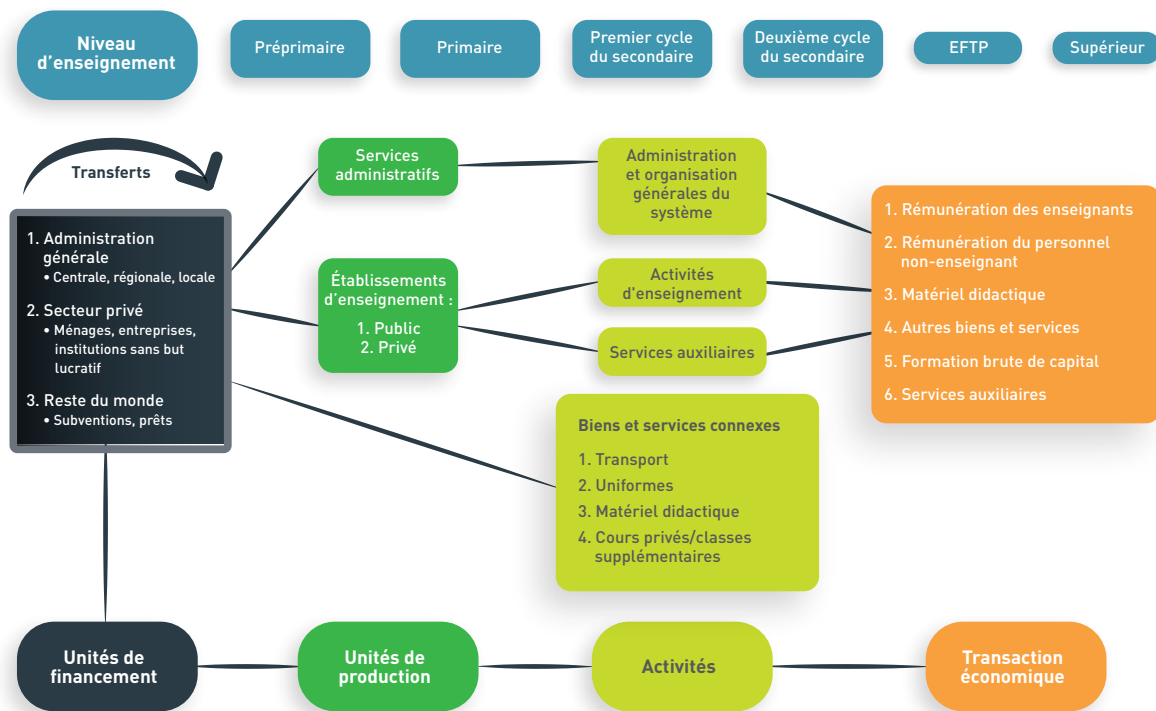 Niveau
d'enseignement
Préprimaire
Primaire
Premier cycle
du secondaire
Deuxième cycle
du secondaire
EFTP
Supérieur
Transferts
1. Administration
générale
• Centrale, régionale, locale
2. Secteur privé
• Ménages, entreprises,
institutions sans but
lucratif
3. Reste du monde
• Subventions, prêts
Services
administratifs
Établissements
d'enseignement :
1. Public
2. Privé
Administration
et organisation
générales du
système
Activités
d'enseignement
Services auxiliaires
Biens et services connexes
1. Transport
2. Uniformes
3. Matériel didactique
4. Cours privés/classes
supplémentaires
1. Rémunération des enseignants
2. Rémunération du personnel
non-enseignant
3. Matériel didactique
4. Autres biens et services
5. Formation brute de capital
6. Services auxiliaires
Unités de
financement
Unités de
production
Activités
Transaction
économique